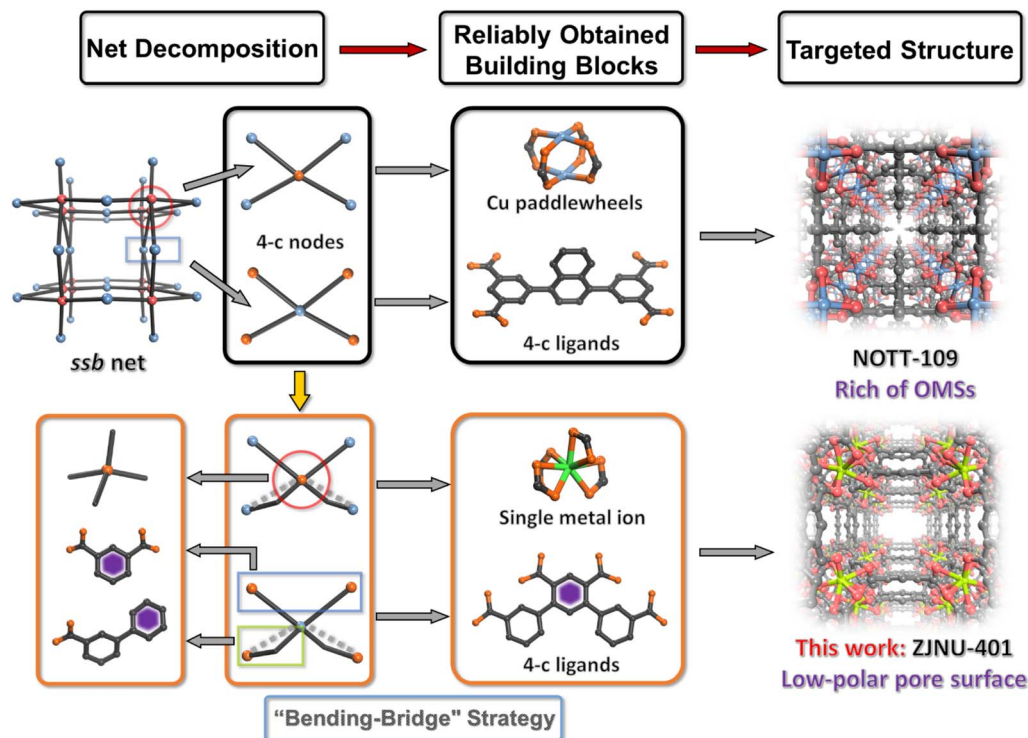 Net Decomposition
Reliably Obtained
Building Blocks
Targeted Structure
Cu paddlewheels
4-c nodes
4-c ligands
ssb net
NOTT-109
Rich of OMSs
Single metal ion
4-c ligands
This work: ZJNU-401
Low-polar pore surface
“Bending-Bridge" Strategy